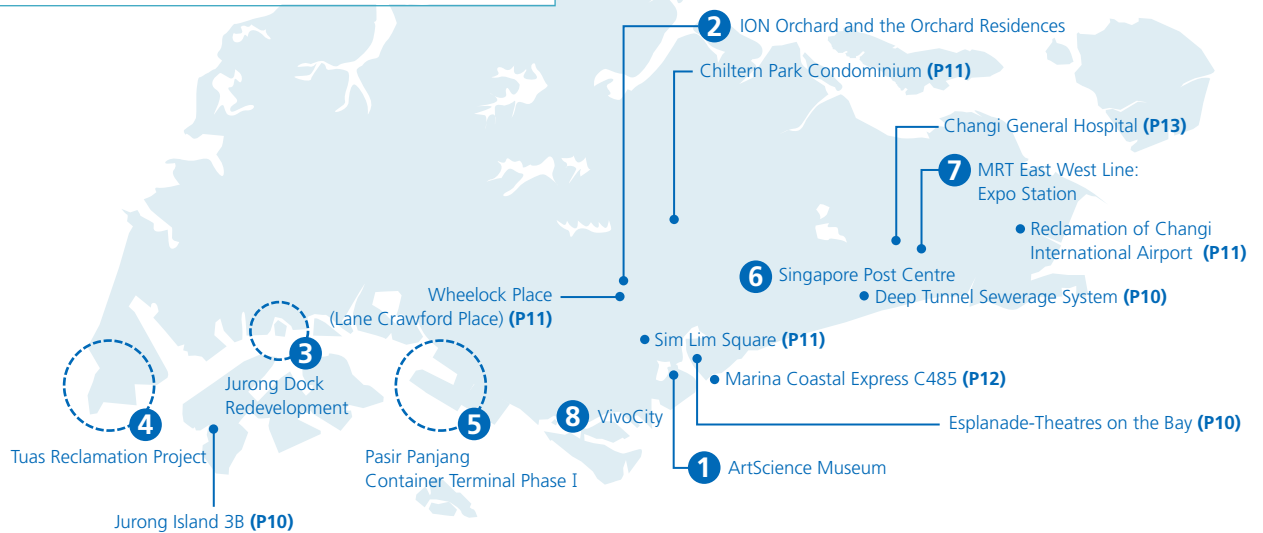 2 ION Orchard and the Orchard Residences
Chiltern Park Condominium (P11)
Changi General Hospital (P13)
7 MRT East West Line:
Expo Station
Reclamation of Changi
International Airport (P11)
6 Singapore Post Centre
Deep Tunnel Sewerage System (P10)
Wheelock Place
(Lane Crawford Place) (P11)
Sim Lim Square (P11)
3
Jurong Dock
Redevelopment
Marina Coastal Express C485 (P12)
4
Tuas Reclamation Project
5
Pasir Panjang
Container Terminal Phase I
8 VivoCity
Esplanade-Theatres on the Bay (P10)
1 ArtScience Museum
Jurong Island 3B (P10)